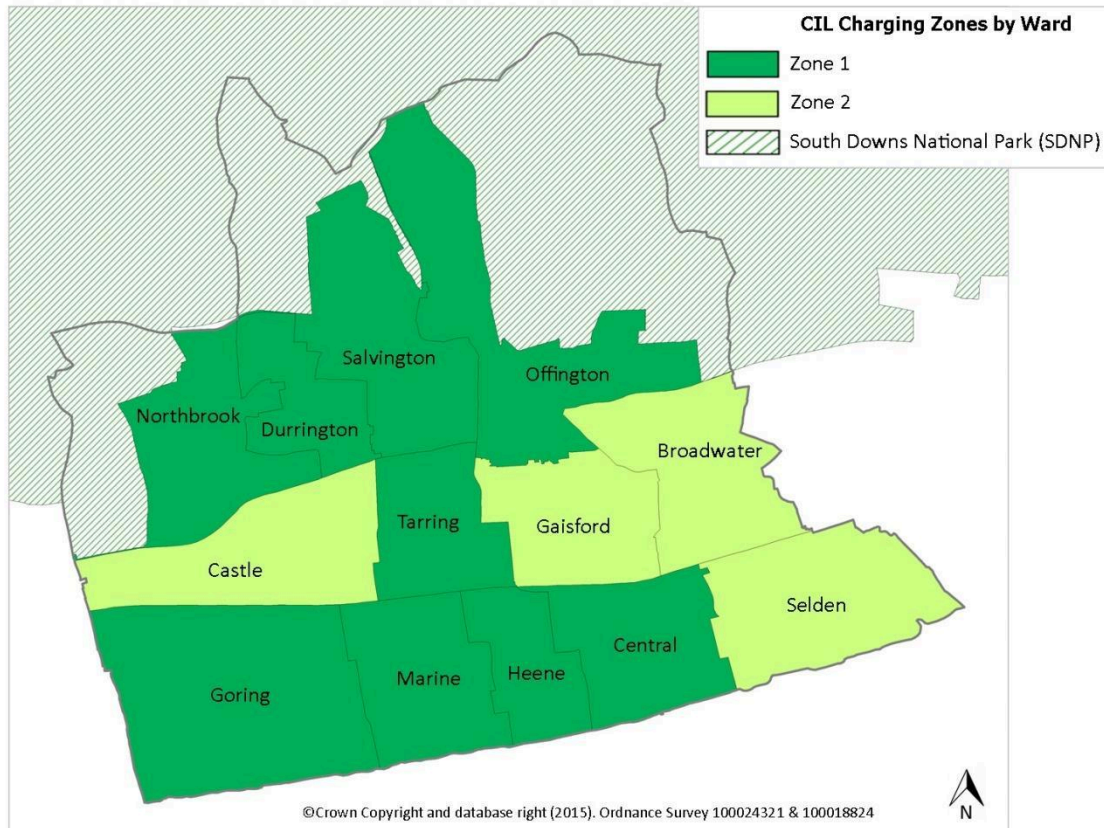 CIL Charging Zones by Ward
Zone 1
Zone 2
South Downs National Park (SDNP)
Salvington
Offington
Northbrook
Durrington
Broadwater
Tarring
Gaisford
Castle
Selden
Central
Heene
Marine
Goring
©Crown Copyright and database right (2015). Ordnance Survey 100024321 & 100018824
N